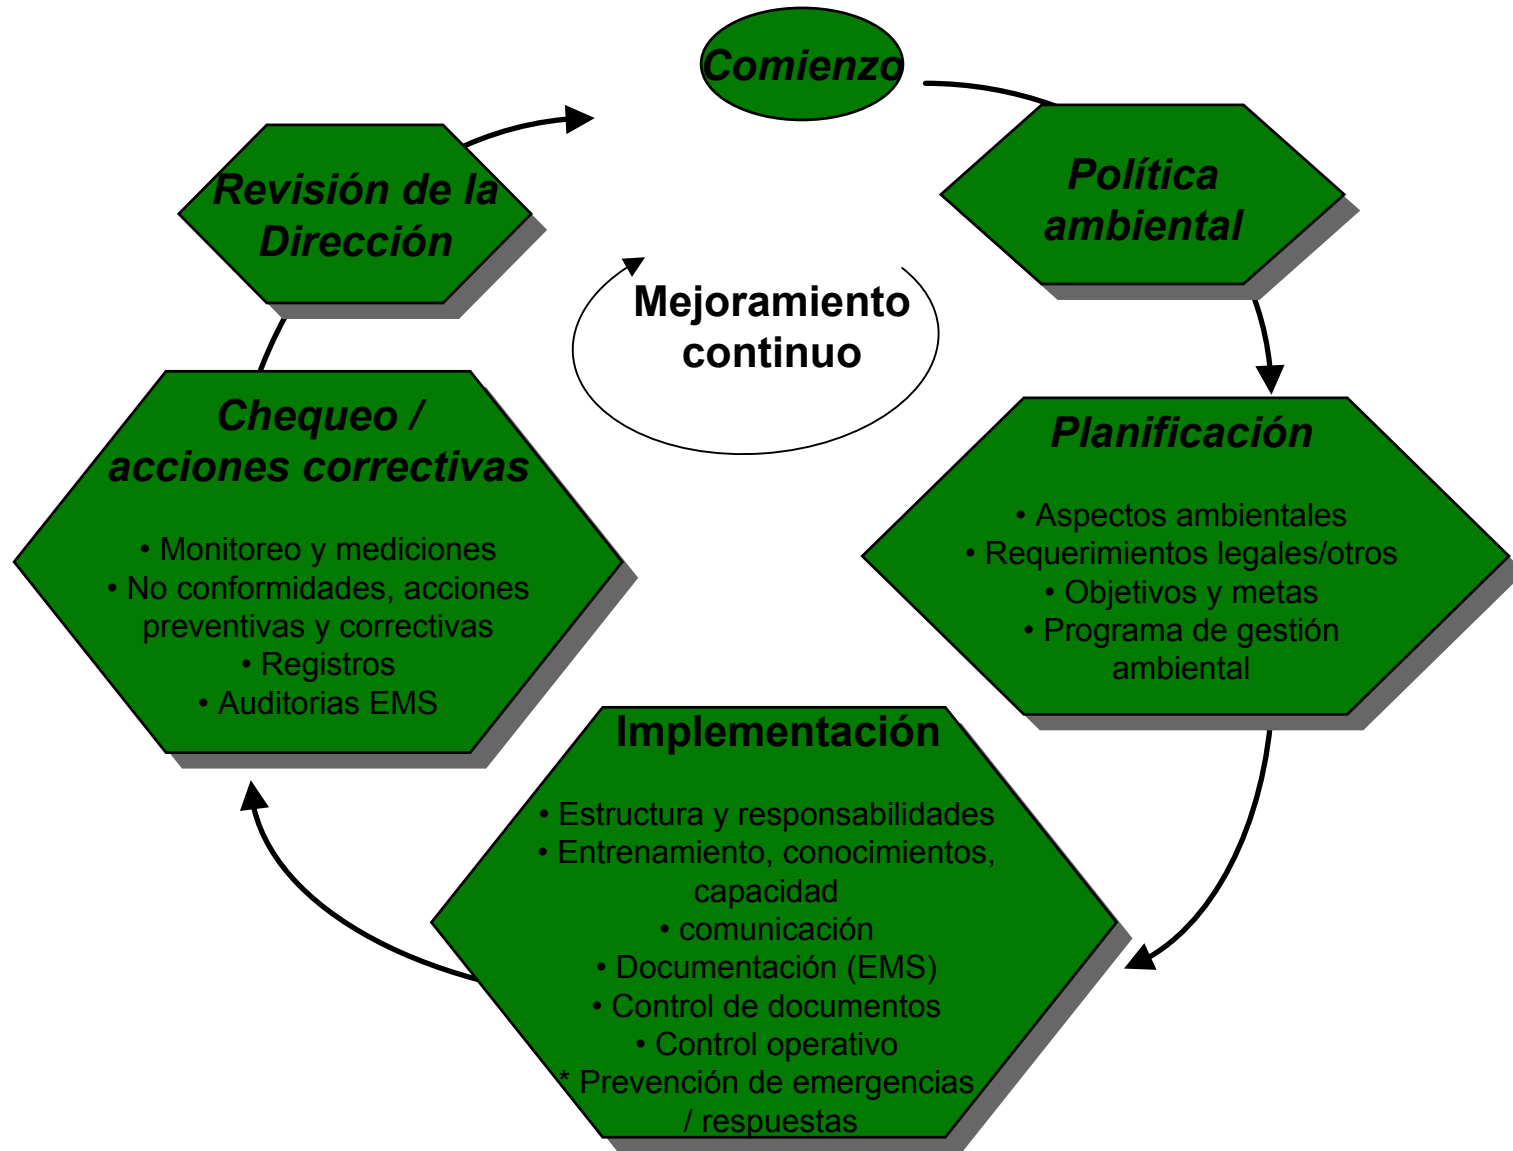 Comienzo
Política
ambiental
Revisión de la
Dirección
Mejoramiento
continuo
Chequeo /
acciones correctivas
• Monitoreo y mediciones
• No conformidades, acciones
preventivas y correctivas
• Registros
• Auditorias EMS
Planificación
• Aspectos ambientales
• Requerimientos legales/otros
• Objetivos y metas
• Programa de gestión
ambiental
Implementación
• Estructura y responsabilidades
• Entrenamiento, conocimientos,
capacidad
• comunicación
• Documentación (EMS)
• Control de documentos
• Control operativo
* Prevención de emergencias
/ respuestas